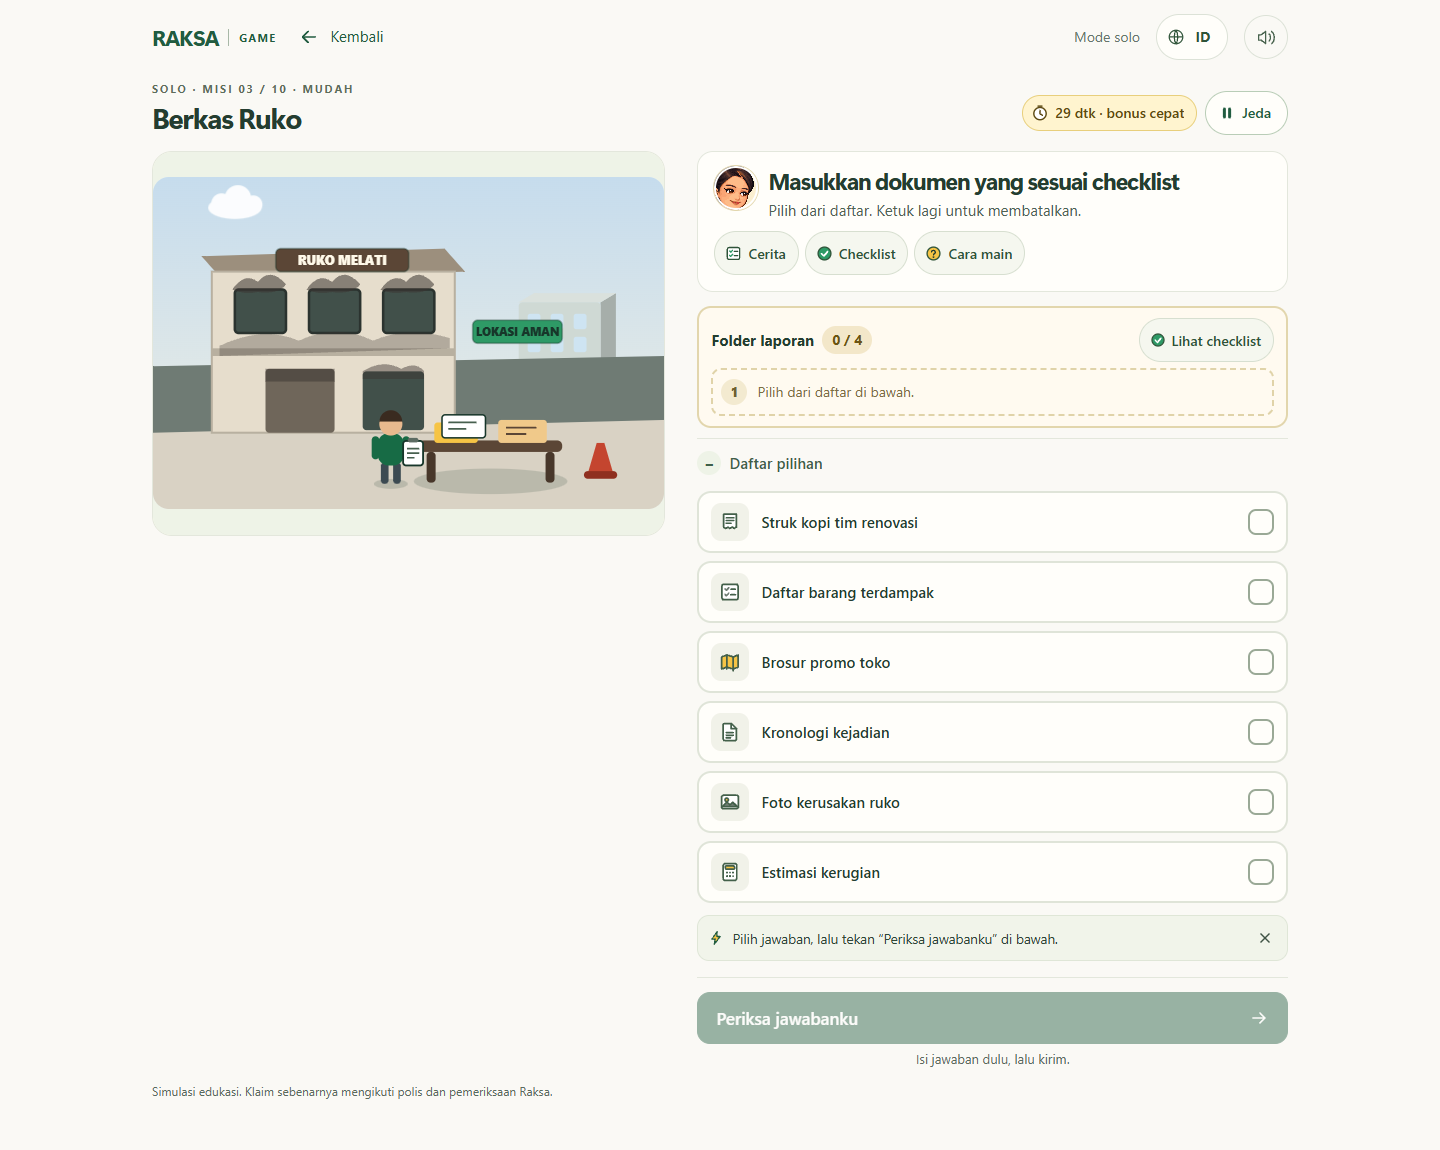 RAKSA GAME Kembali
Mode solo ID
SOLO · MISI 03 / 10 · MUDAH
Berkas Ruko
29 dtk · bonus cepat Jeda
RUKO MELATI
LOKASI AMAN
Masukkan dokumen yang sesuai checklist
Pilih dari daftar. Ketuk lagi untuk membatalkan.
Cerita Checklist ? Cara main
Folder laporan 0 / 4 Lihat checklist
1 Pilih dari daftar di bawah.
– Daftar pilihan
Struk kopi tim renovasi
Daftar barang terdampak
Brosur promo toko
Kronologi kejadian
Foto kerusakan ruko
Estimasi kerugian
Pilih jawaban, lalu tekan “Periksa jawabanku” di bawah.
Periksa jawabanku
Isi jawaban dulu, lalu kirim.
Simulasi edukasi. Klaim sebenarnya mengikuti polis dan pemeriksaan Raksa.